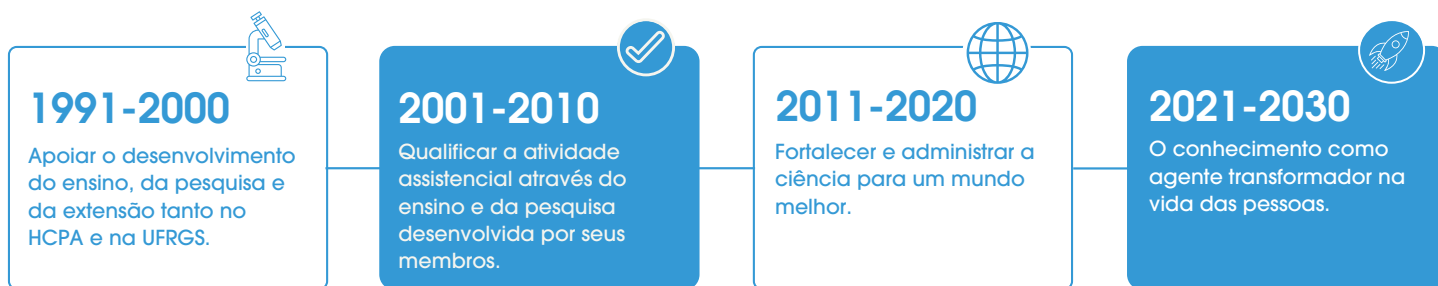 1991-2000
Apoiar o desenvolvimento
do ensino, da pesquisa e
da extensão tanto no
HCPA e na UFRGS.
2001-2010
Qualificar a atividade
assistencial através do
ensino e da pesquisa
desenvolvida por seus
membros.
2011-2020
Fortalecer e administrar a
ciência para um mundo
melhor.
2021-2030
O conhecimento como
agente transformador na
vida das pessoas.